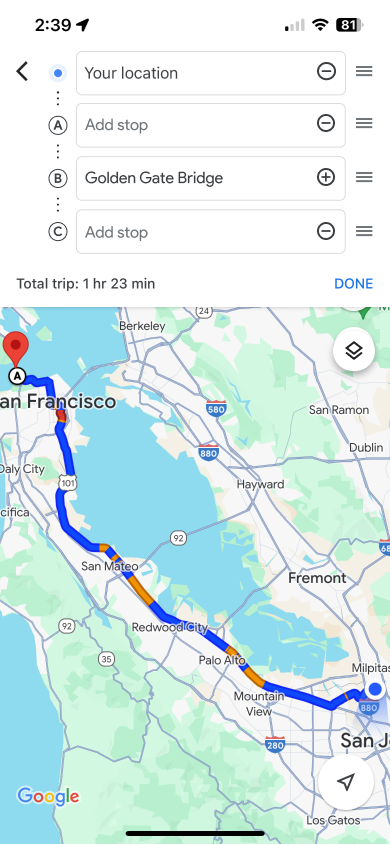 2:39
81
Your location
A
Add stop
B
Golden Gate Bridge
C
Add stop
Total trip: 1 hr 23 min
DONE
24
Berkeley
A
an Francisco
580
San Ramon
880
Dublin
Daly City
101
Hayward
cifica
92
680
San Mateo
Fremont
92
Redwood City
35
Palo Alto
Milpitas
Mountain
View
880
280
San J
Google
Los Gatos